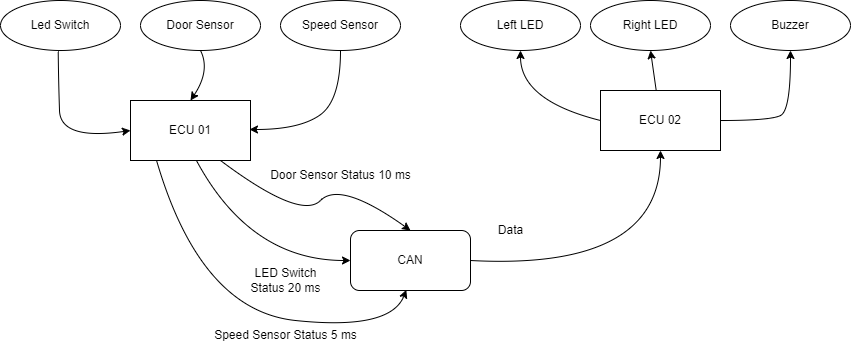 Led Switch
Door Sensor
Speed Sensor
Left LED
Right LED
Buzzer
ECU 01
ECU 02
Door Sensor Status 10 ms
Data
CAN
LED Switch
Status 20 ms
Speed Sensor Status 5 ms